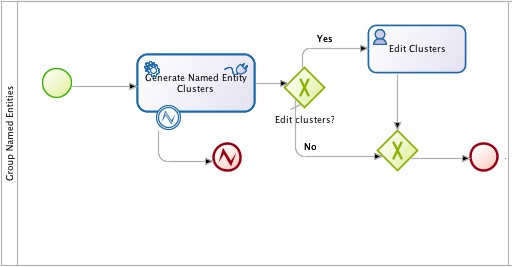 Group Named Entities
Generate Named Entity
Clusters
Edit clusters?
Yes
No
Edit Clusters